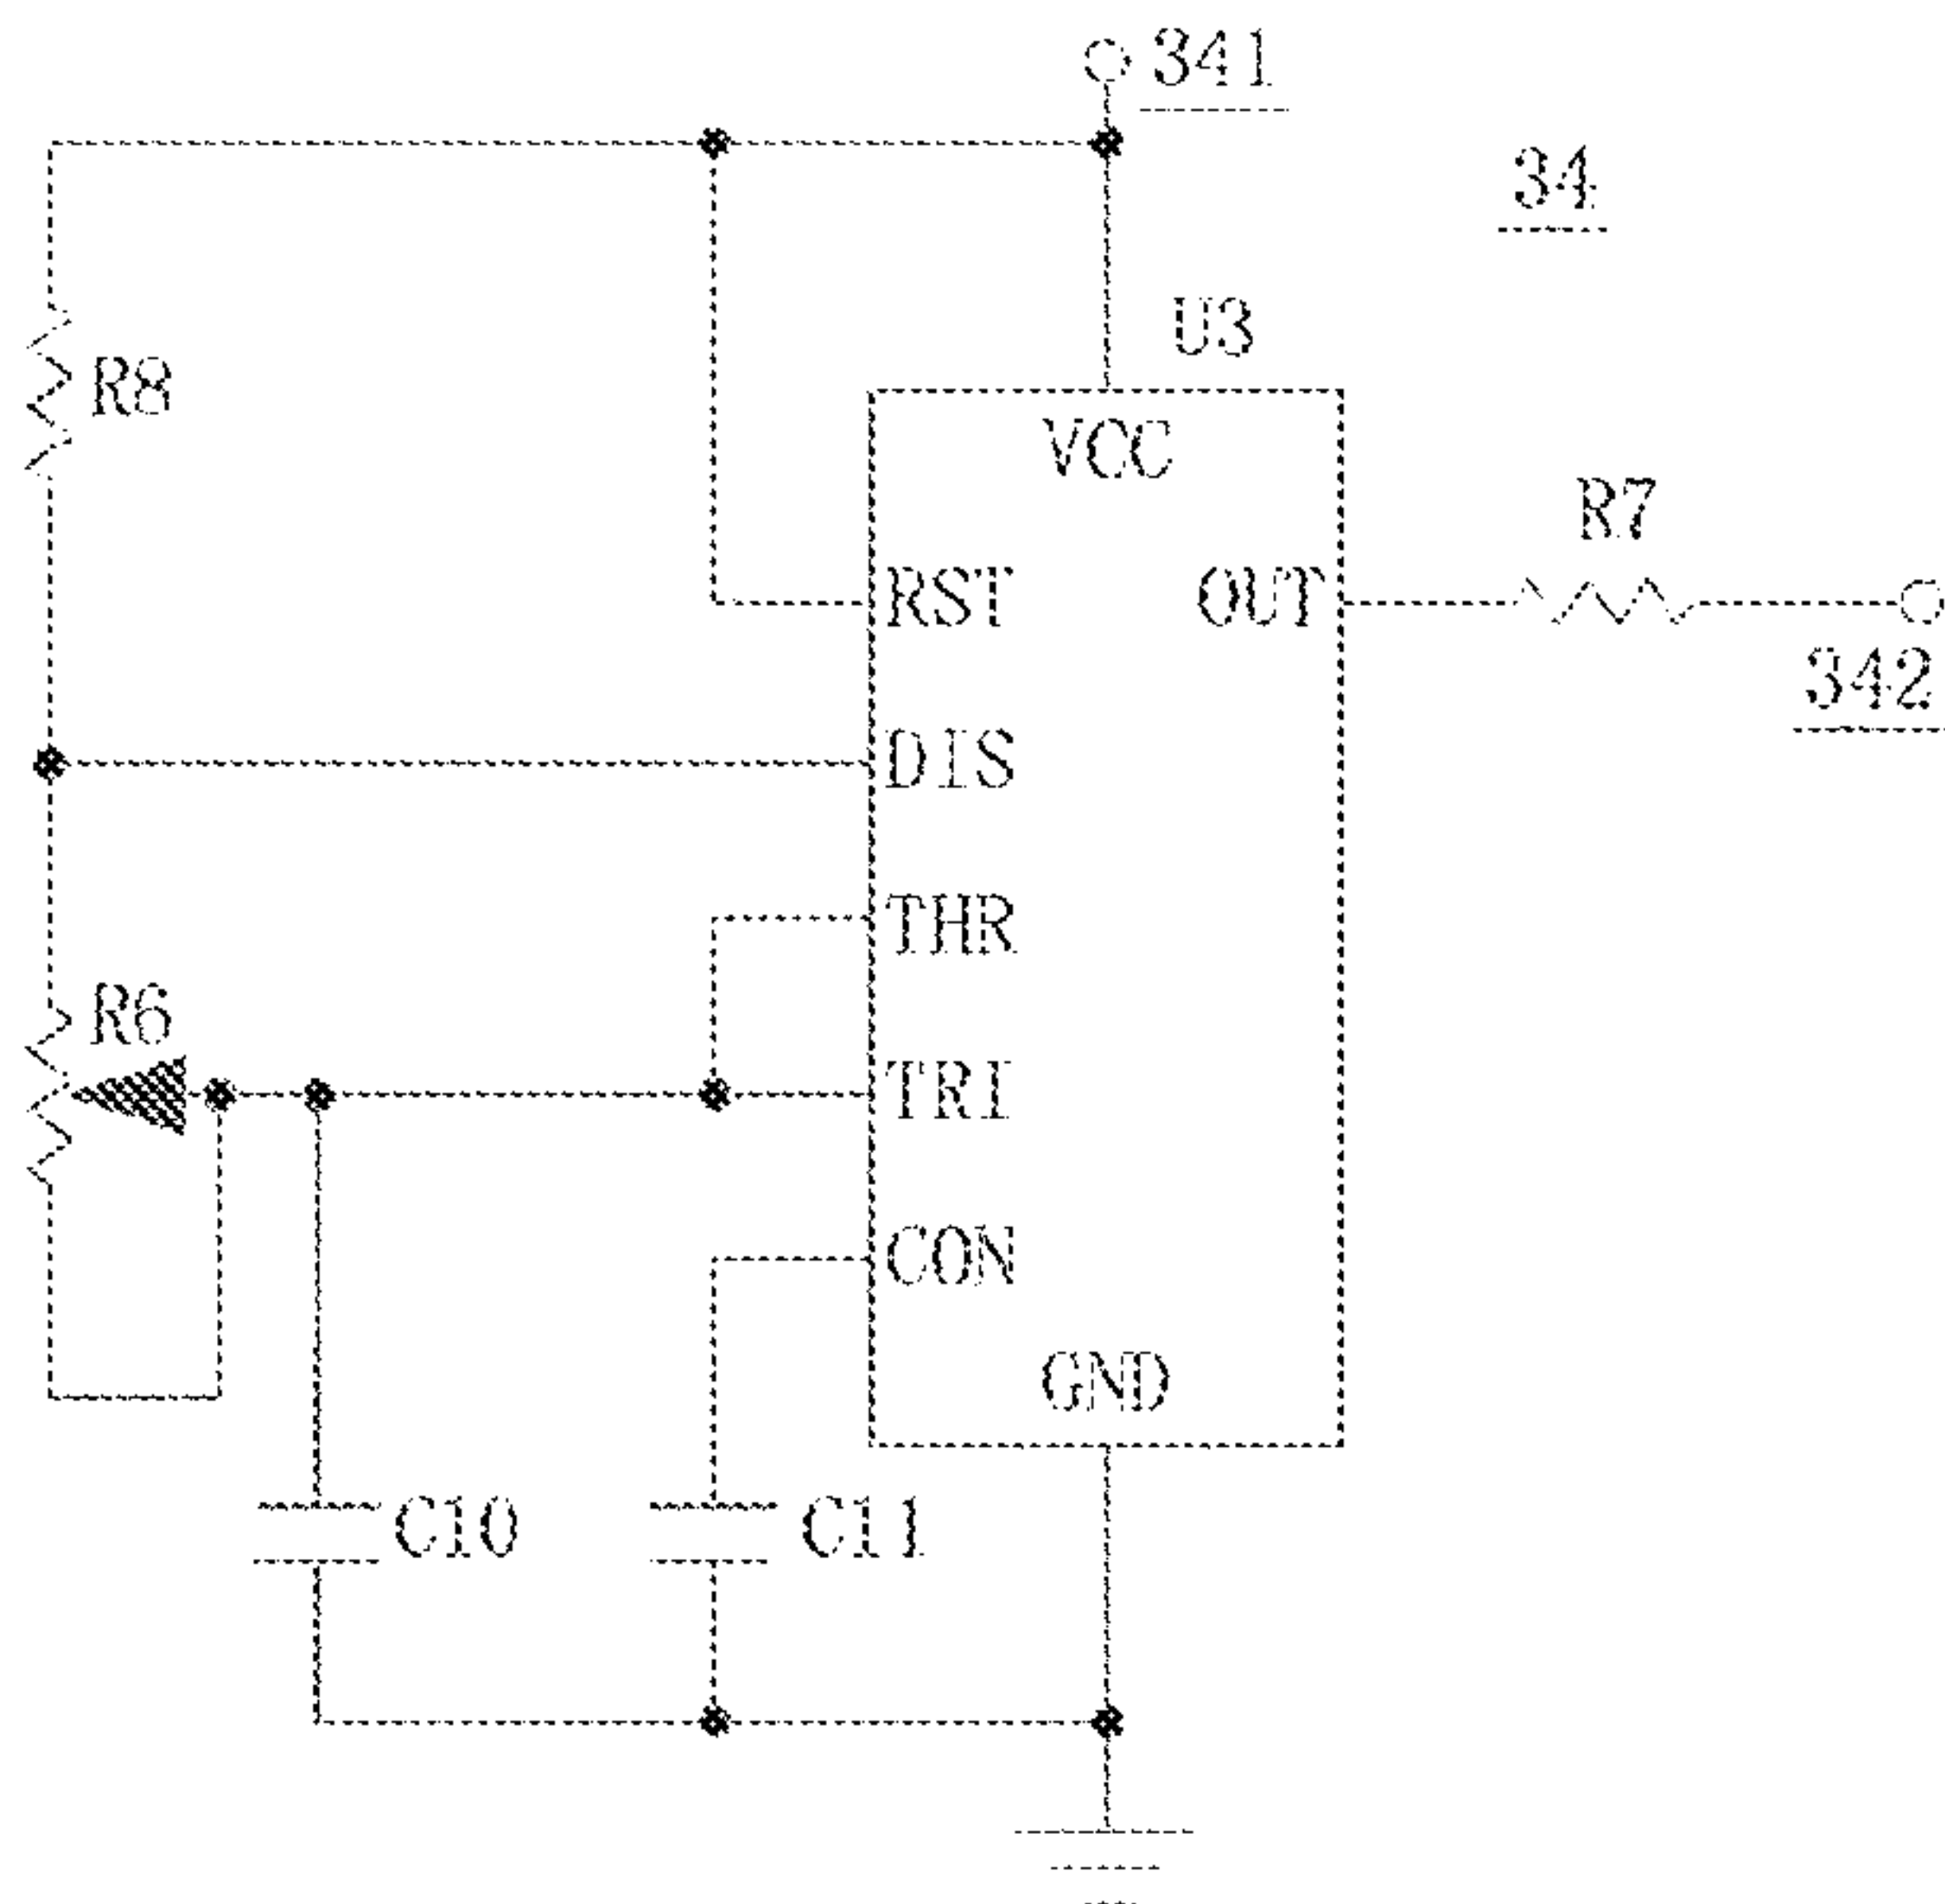 341
34
U3
R8
VCC
R7
RST
OUT
342
DIS
THR
R6
TRI
CON
GND
C10
C11